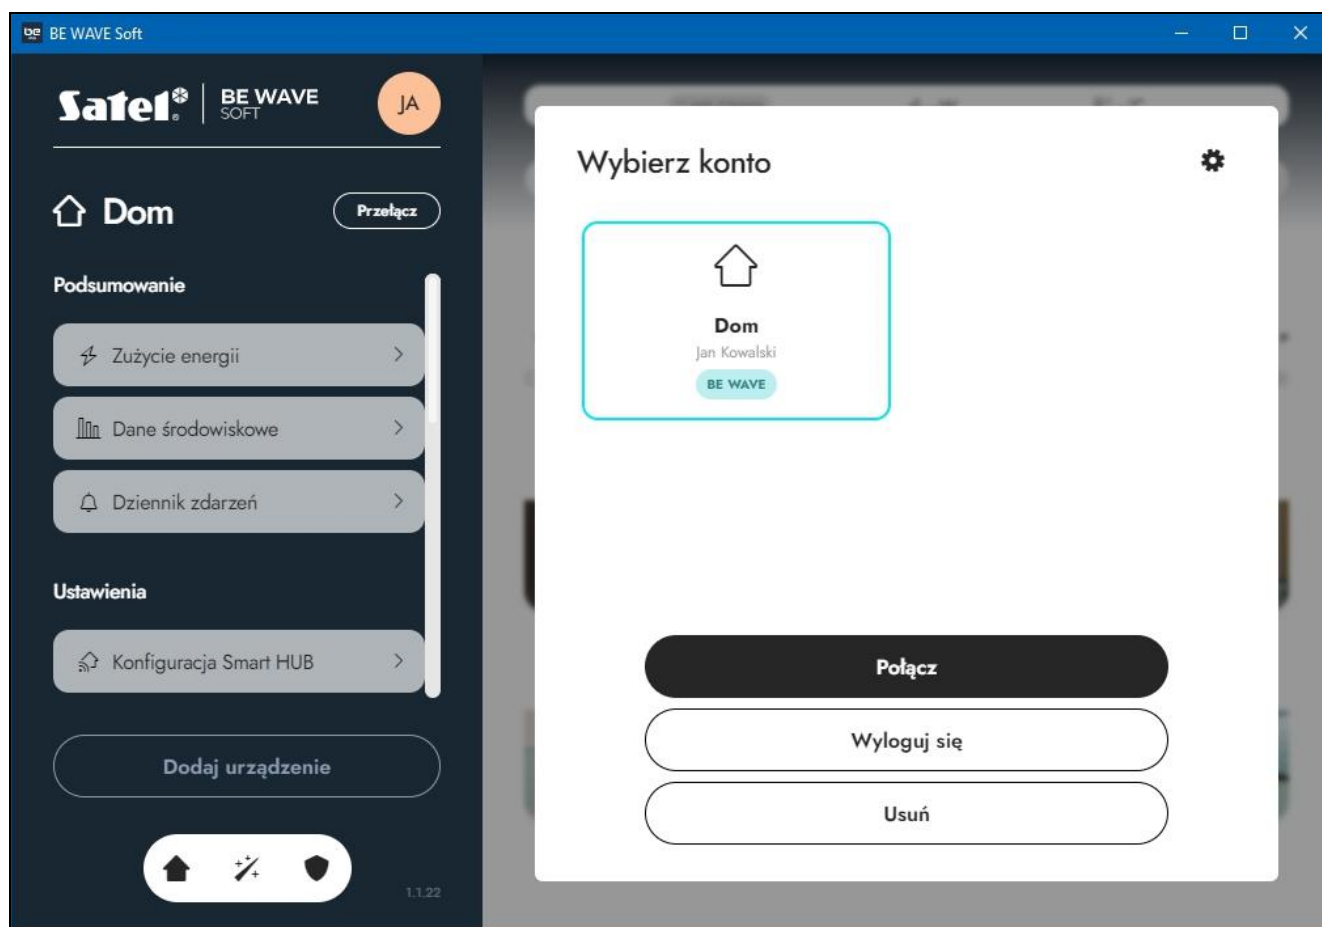 BE WAVE Soft
Satel®
BE WAVE
SOFT
JA
Dom
Przełącz
Podsumowanie
Zużycie energii
Dane środowiskowe
Dziennik zdarzeń
Ustawienia
Konfiguracja Smart HUB
Dodaj urządzenie
1.1.22
Wybierz konto
Dom
Jan Kowalski
BE WAVE
Połącz
Wyloguj się
Usuń